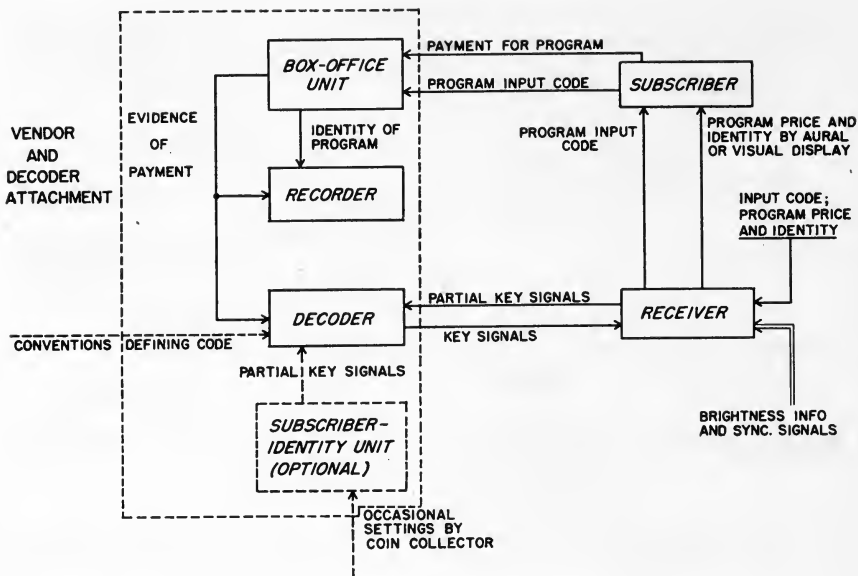 PAYMENT FOR PROGRAM
BOX-OFFICE
UNIT
SUBSCRIBER
PROGRAM INPUT CODE
EVIDENCE
OF
PAYMENT
IDENTITY OF
PROGRAM
PROGRAM INPUT
CODE
PROGRAM PRICE AND
IDENTITY BY AURAL
OR VISUAL DISPLAY
VENDOR
AND
DECODER
ATTACHMENT
RECORDER
INPUT CODE;
PROGRAM PRICE
AND IDENTITY
PARTIAL KEY SIGNALS
DECODER
RECEIVER
KEY SIGNALS
CONVENTIONS DEFINING CODE
PARTIAL KEY SIGNALS
SUBSCRIBER-
IDENTITY UNIT
(OPTIONAL)
BRIGHTNESS INFO
AND SYNC. SIGNALS
OCCASIONAL
SETTINGS BY
COIN COLLECTOR